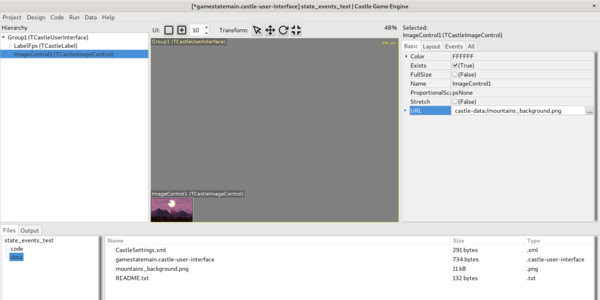 [*gamestatemain.castle-user-interface] state_events_test | Castle Game Engine
Project Design Code Run Data Help
Hierarchy
Group1 (TCastleUserInterface)
LabelFps (TCastleLabel)
ImageControl1 (TCastleImageControl)
UI: 10 Transform: 48%
Group1 (TCastleUserInterface)
ImageControl1 (TCastleImageControl)
Selected:
ImageControl1 (TCastleImageControl)
Basic Layout Events All
Color FFFFFF
Exists (True)
FullSize (False)
Name ImageControl1
ProportionalSca psNone
Stretch (False)
URL castle-data:/mountains_background.png ...
Files Output
state_events_test
code
data
Name Size Type
CastleSettings.xml 291 bytes .xml
gamestatemain.castle-user-interface 734 bytes .castle-user-interface
mountains_background.png 11 kB .png
README.txt 132 bytes .txt